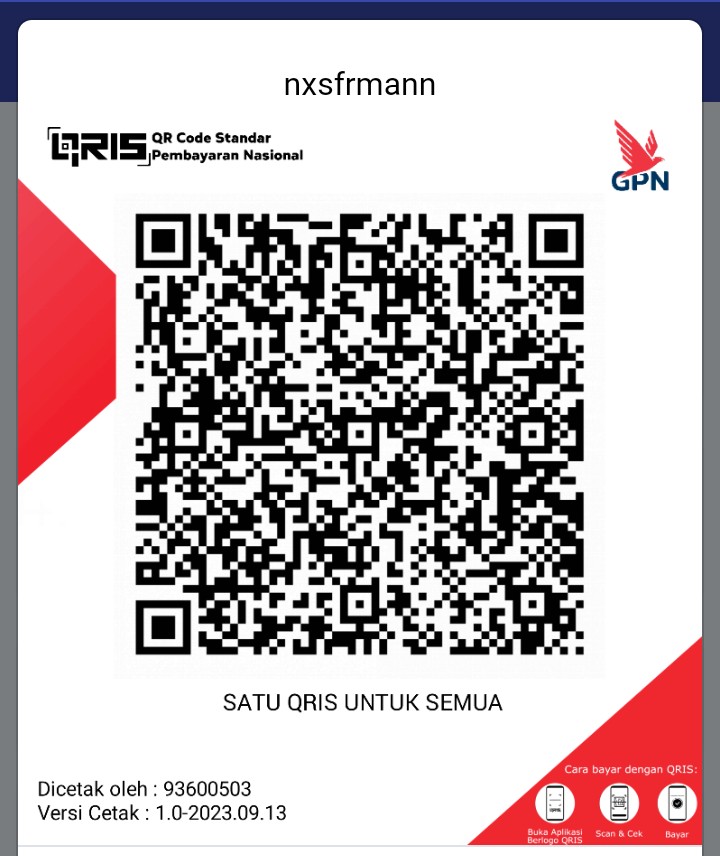 nxsfrmann
QRIS QR Code Standar
Pembayaran Nasional
GPN
SATU QRIS UNTUK SEMUA
Dicetak oleh : 93600503
Versi Cetak : 1.0-2023.09.13
Cara bayar dengan QRIS:
Buka Aplikasi
Berlogo QRIS
Scan & Cek
Bayar